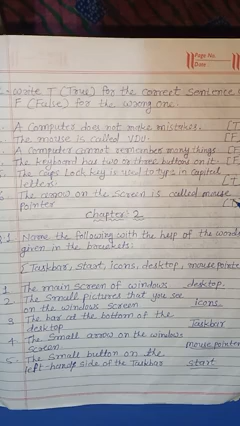 Page No.
Date
Write T (True) for the correct sentence
F (False) for the wrong one.
A Computer does not make mistakes. [T
The mouse is called VDU. [F
A Computer cannot remember many things [F
The keyboard has two or three buttons on it. [F
The caps Lock key is used to type in capital
letters [T
The arrow on the Screen is called mouse
pointer [T
Chapter 2
Name the following with the help of the words
given in the brackets:
[Taskbar, start, icons, desktop, mouse pointe
1 The main screen of windows desktop.
2 The small pictures that you see
on the windows screen icons
3 The bar at the bottom of the
desktop Taskbar
4 The Small arrow on the windows
screen mouse pointer
5 The small button on the
left-hand side of the Taskbar start